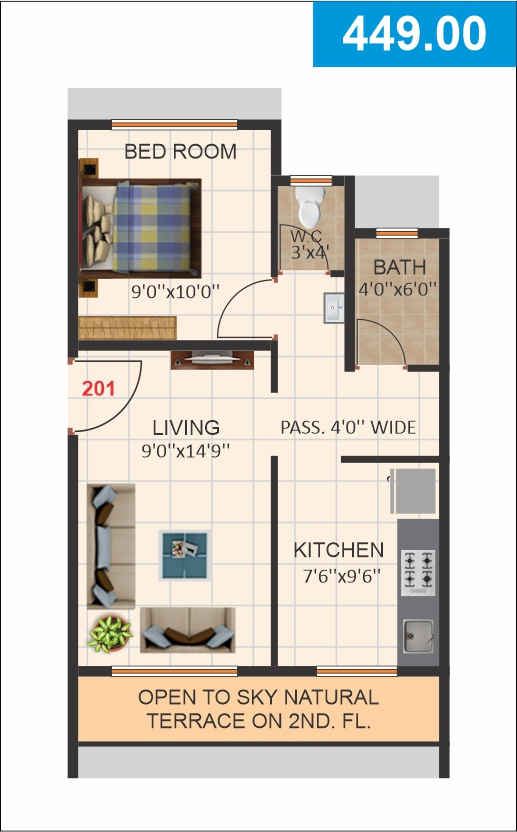 449.00
BED ROOM
9'0''x10'0''
W.C
3'x4'
BATH
4'0''x6'0''
201
LIVING
9'0''x14'9''
PASS. 4'0'' WIDE
KITCHEN
7'6''x9'6''
OPEN TO SKY NATURAL
TERRACE ON 2ND. FL.